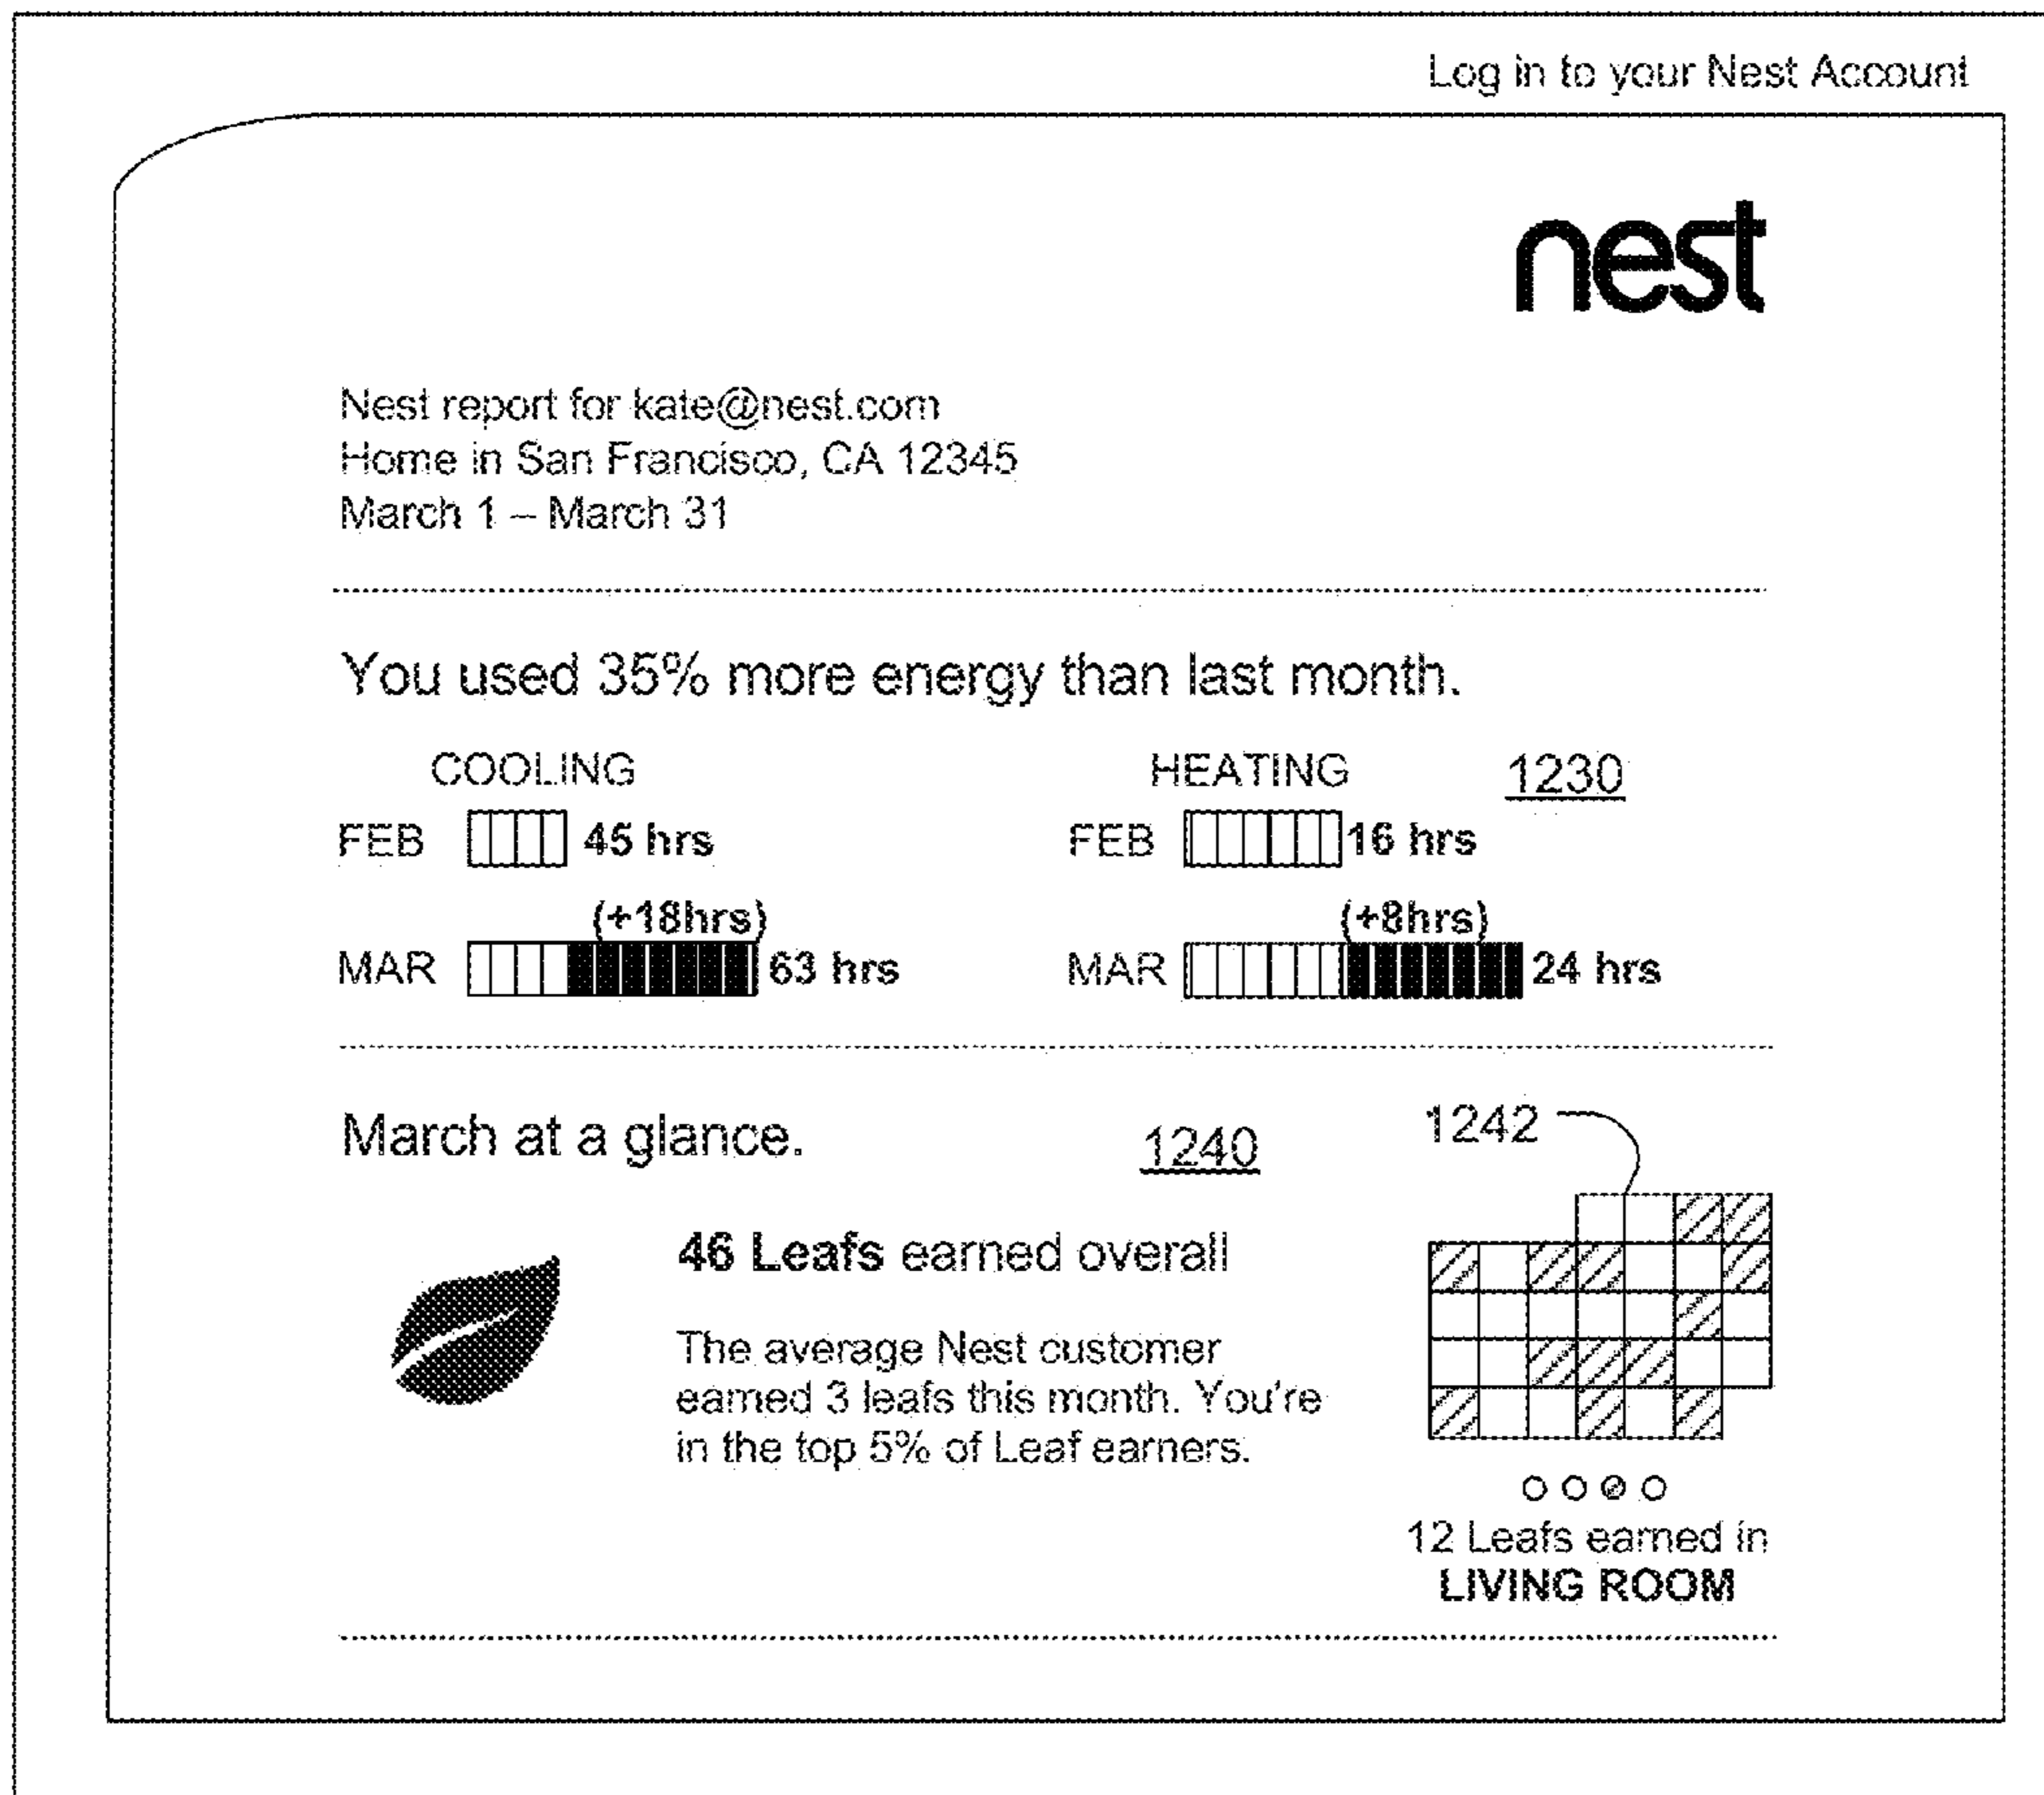 Log in to your Nest Account
nest
Nest report for kate@nest.com
Home in San Francisco, CA 12345
March 1 – March 31
You used 35% more energy than last month.
COOLING
HEATING
1230
FEB 45 hrs
FEB 16 hrs
(+18hrs)
(+8hrs)
MAR 63 hrs
MAR 24 hrs
March at a glance.
1240
1242
46 Leafs earned overall
The average Nest customer
earned 3 leafs this month. You're
in the top 5% of Leaf earners.
12 Leafs earned in
LIVING ROOM